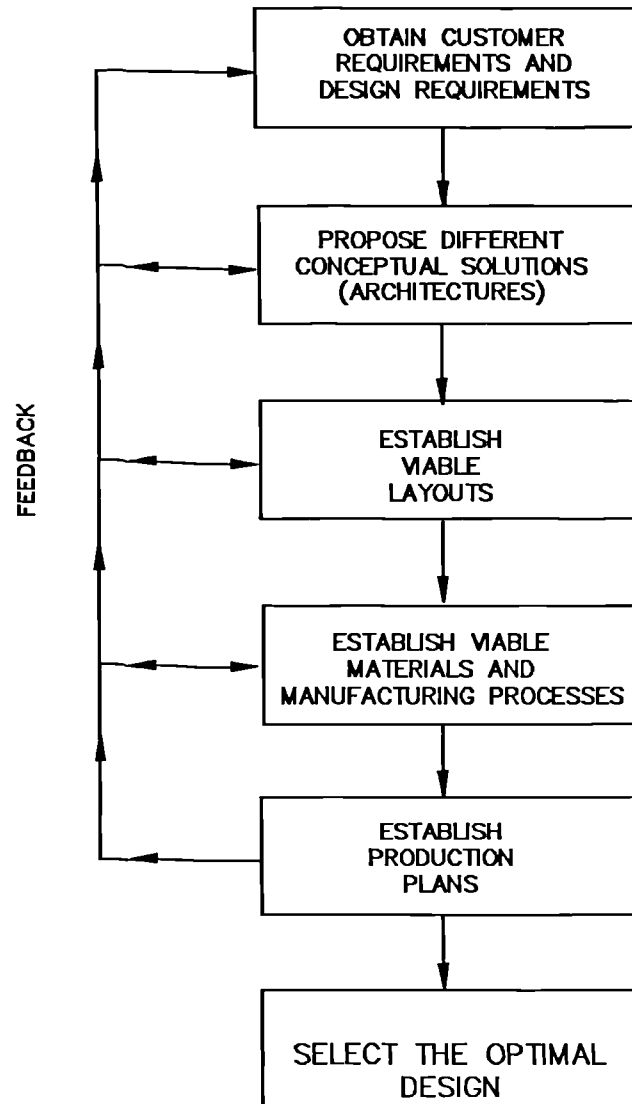 OBTAIN CUSTOMER
REQUIREMENTS AND
DESIGN REQUIREMENTS
PROPOSE DIFFERENT
CONCEPTUAL SOLUTIONS
(ARCHITECTURES)
FEEDBACK
ESTABLISH
VIABLE
LAYOUTS
ESTABLISH VIABLE
MATERIALS AND
MANUFACTURING PROCESSES
ESTABLISH
PRODUCTION
PLANS
SELECT THE OPTIMAL
DESIGN